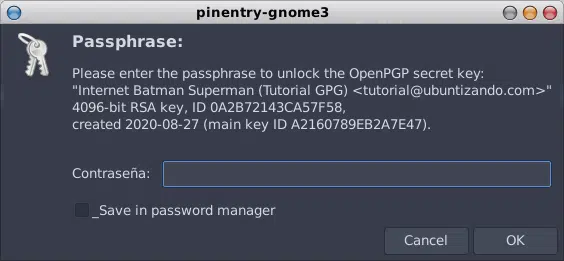 pinentry-gnome3
Passphrase:
Please enter the passphrase to unlock the OpenPGP secret key:
"Internet Batman Superman (Tutorial GPG) <tutorial@ubuntizando.com>"
4096-bit RSA key, ID 0A2B72143CA57F58,
created 2020-08-27 (main key ID A2160789EB2A7E47).
Contraseña:
_Save in password manager
Cancel OK